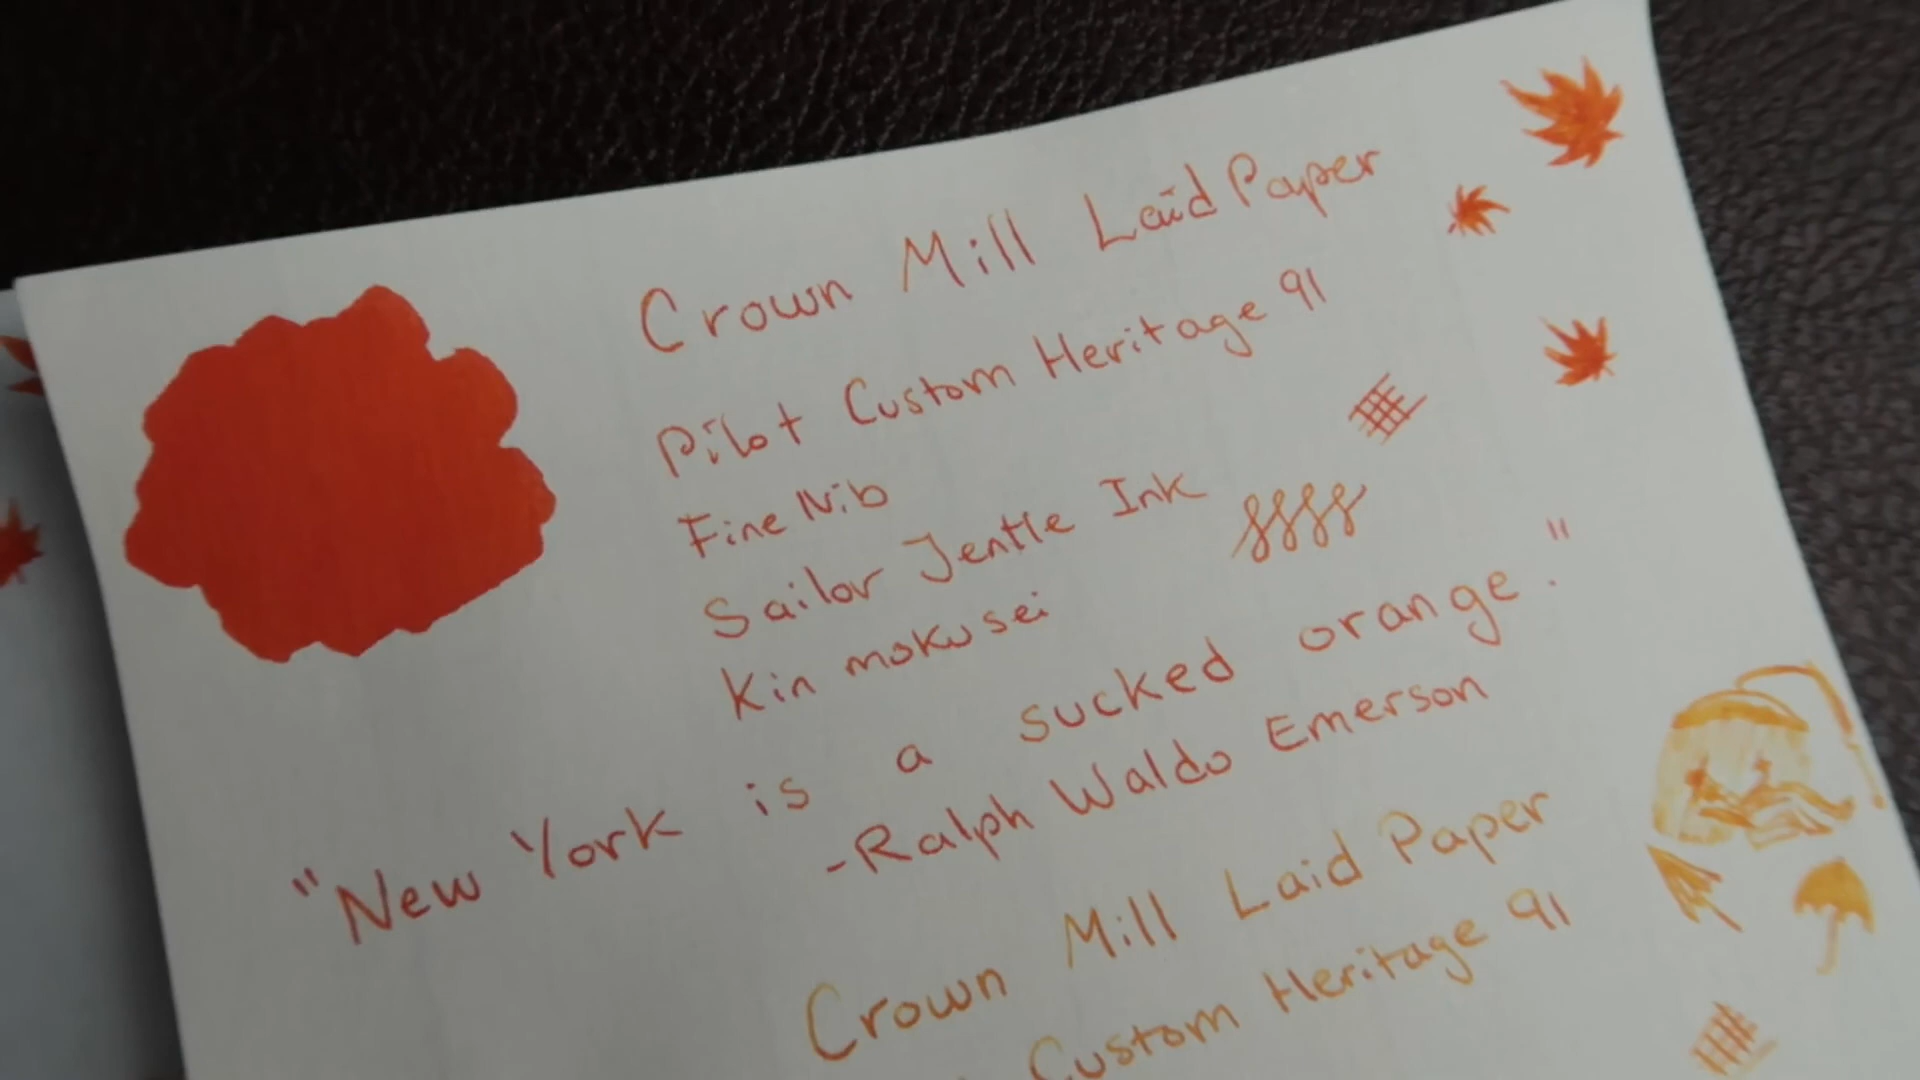 Crown Mill Laid Paper
Pilot Custom Heritage 91
Fine Nib
Sailor Jentle Ink
Kin mokusei
"New York is a sucked orange."
-Ralph Waldo Emerson
Crown Mill Laid Paper
Custom Heritage 91